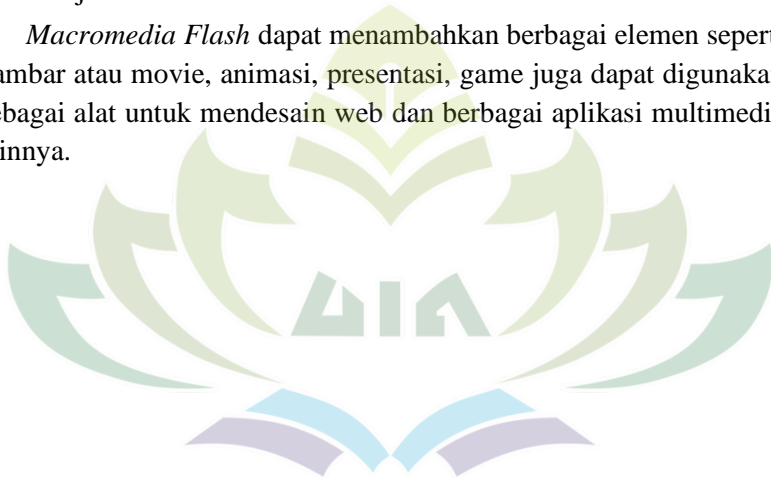 Macromedia Flash dapat menambahkan berbagai elemen sepert
ambar atau movie, animasi, presentasi, game juga dapat digunaka
ebagai alat untuk mendesain web dan berbagai aplikasi multimedi
innya.
UIN